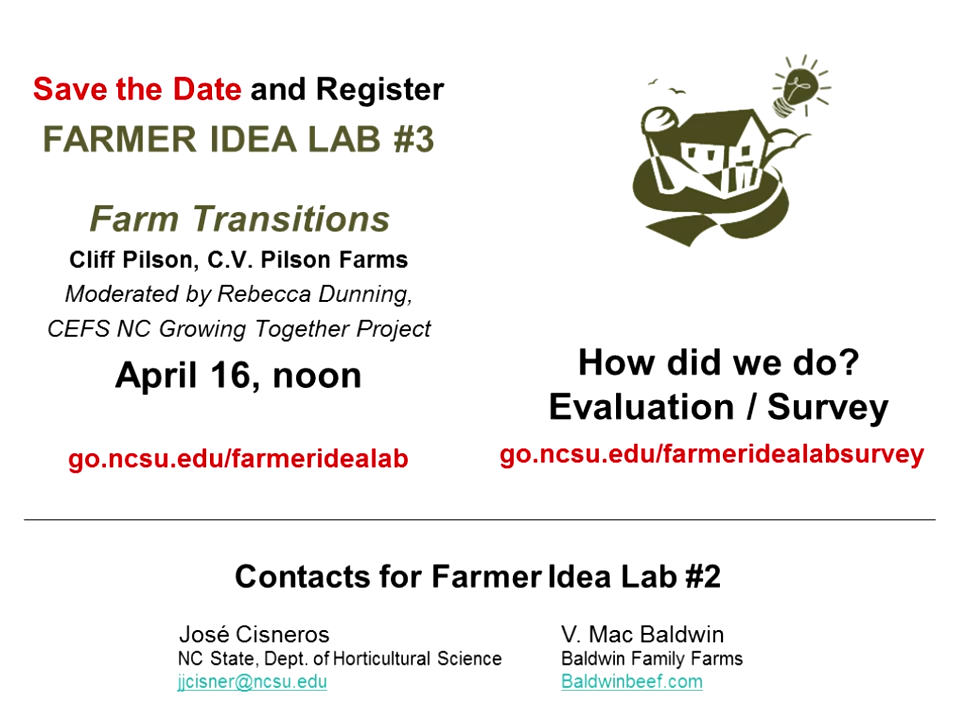 Save the Date and Register
FARMER IDEA LAB #3
Farm Transitions
Cliff Pilson, C.V. Pilson Farms
Moderated by Rebecca Dunning,
CEFS NC Growing Together Project
April 16, noon
go.ncsu.edu/farmeridealab
How did we do?
Evaluation / Survey
go.ncsu.edu/farmeridealabsurvey
Contacts for Farmer Idea Lab #2
José Cisneros
NC State, Dept. of Horticultural Science
jjcisner@ncsu.edu
V. Mac Baldwin
Baldwin Family Farms
Baldwinbeef.com